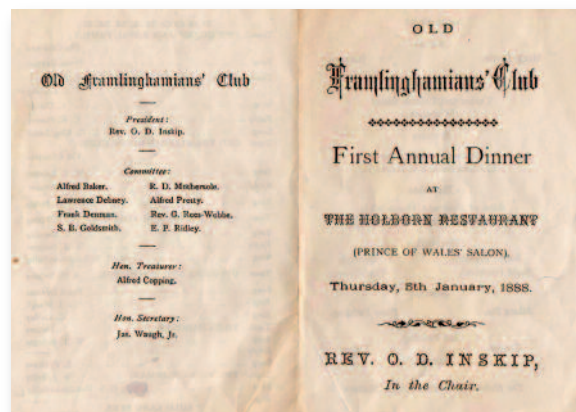 Old Framlinghamians' Club
President:
Rev. O. D. Inskip.
Committee:
Alfred Baker. R. D. Mothersole.
Lawrence Debney. Alfred Pretty.
Frank Denman. Rev. G. Rees-Webbe.
S. B. Goldsmith. E. P. Ridley.
Hon. Treasurer:
Alfred Copping.
Hon. Secretary:
Jas. Waugh, Jr.
OLD
Framlinghamians' Club
First Annual Dinner
AT
THE HOLBORN RESTAURANT
(PRINCE OF WALES' SALON).
Thursday, 5th January, 1888.
REV. O. D. INSKIP,
In the Chair.